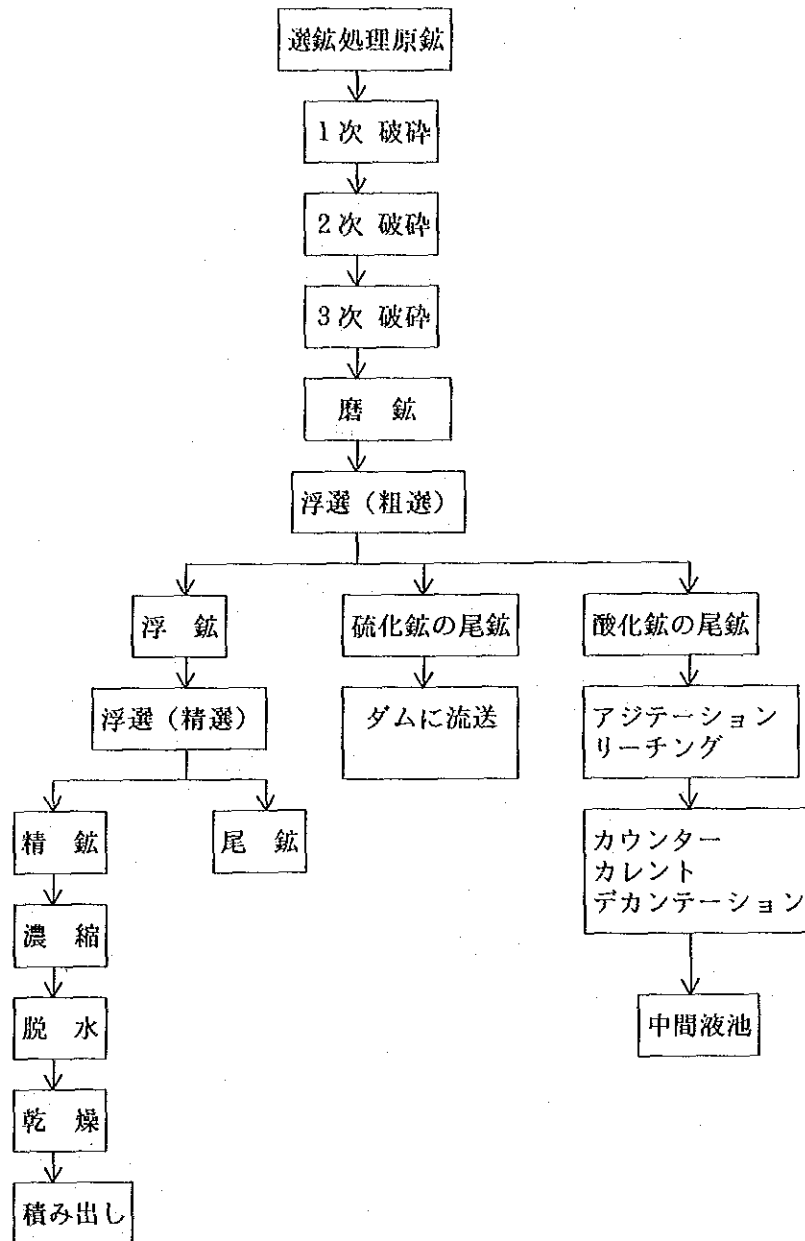 選鉱処理原鉱
1次 破砕
2次 破砕
3次 破砕
磨 鉱
浮選(粗選)
浮 鉱
硫化鉱の尾鉱
酸化鉱の尾鉱
浮選(精選)
ダムに流送
アジテーション
リーチング
精 鉱
尾 鉱
カウンター
カレント
デカンテーション
濃 縮
脱 水
中間液池
乾 燥
積み出し